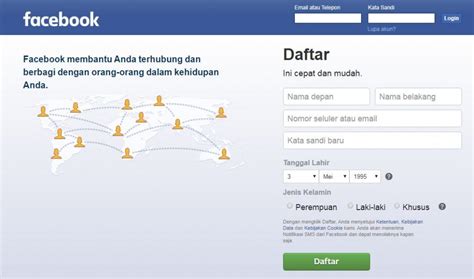 facebook
Email atau Telepon
Kata Sandi
Login
Lupa akun?
Facebook membantu Anda terhubung dan
berbagi dengan orang-orang dalam kehidupan
Anda.
Daftar
Ini cepat dan mudah.
Nama depan
Nama belakang
Nomor seluler atau email
Kata sandi baru
Tanggal Lahir
3 Mei 1995 ?
Jenis Kelamin
Perempuan Laki-laki Khusus ?
Dengan mengklik Daftar, Anda menyetujui Ketentuan, Kebijakan
Data dan Kebijakan Cookie kami. Anda akan menerima
Notifikasi SMS dari Facebook dan dapat menolaknya kapan
saja.
Daftar